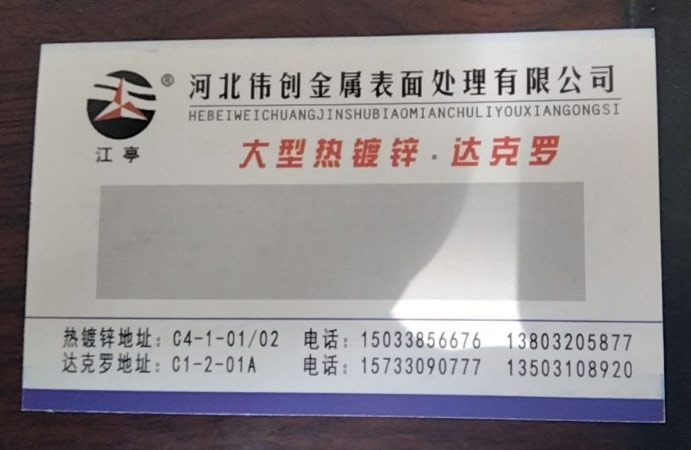 河北伟创金属表面处理有限公司
HEBEIWEICHUANGJINSHUBIAOMIANCHULIYOUXIANGONGSI
江亭 ®
大型热镀锌·达克罗
热镀锌地址：C4-1-01/02 电话：15033856676 13803205877
达克罗地址：C1-2-01A 电话：15733090777 13503108920